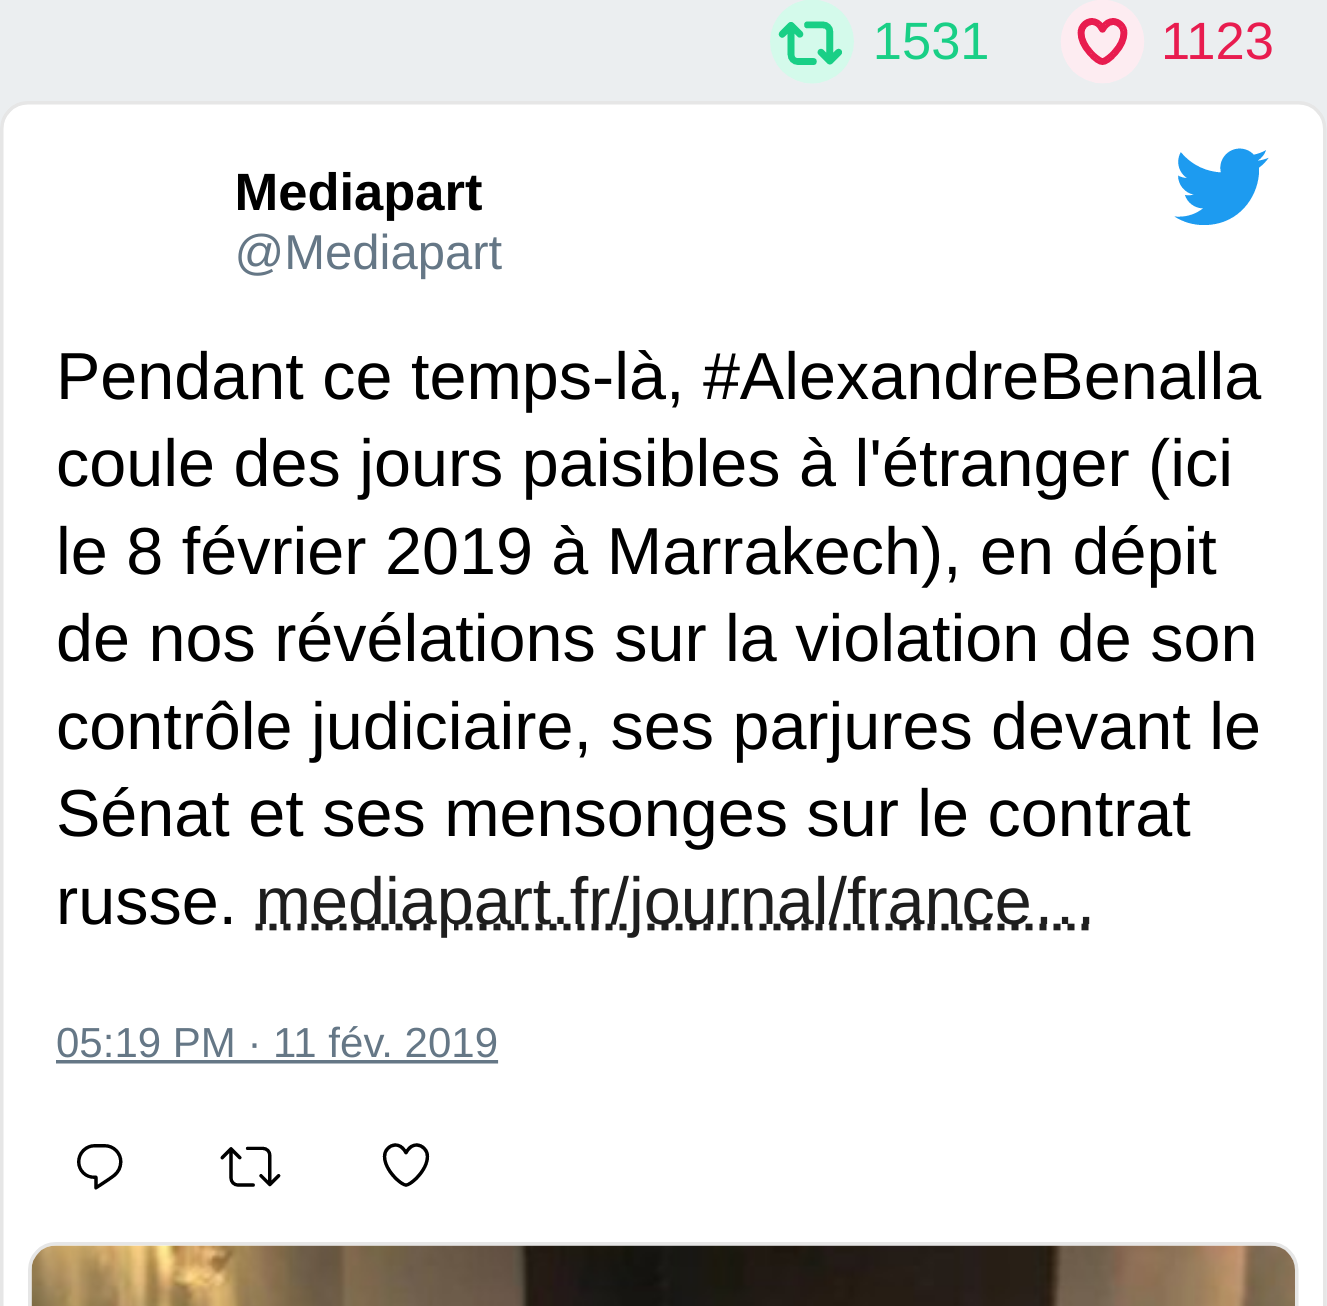 1531 1123
Mediapart
@Mediapart
Pendant ce temps-là, #AlexandreBenalla
coule des jours paisibles à l'étranger (ici
le 8 février 2019 à Marrakech), en dépit
de nos révélations sur la violation de son
contrôle judiciaire, ses parjures devant le
Sénat et ses mensonges sur le contrat
russe. mediapart.fr/journal/france...
05:19 PM · 11 fév. 2019